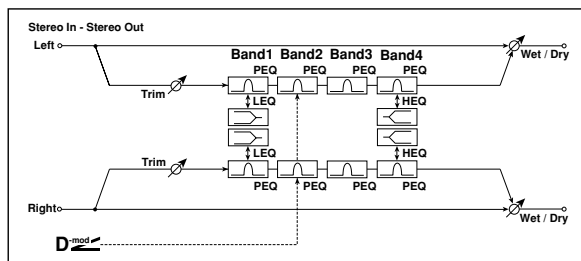 Stereo In - Stereo Out
Left
Band1 Band2 Band3 Band4
Wet / Dry
PEQ PEQ PEQ PEQ
Trim
LEQ HEQ
LEQ HEQ
Trim
PEQ PEQ PEQ PEQ
Right
Wet / Dry
D-mod